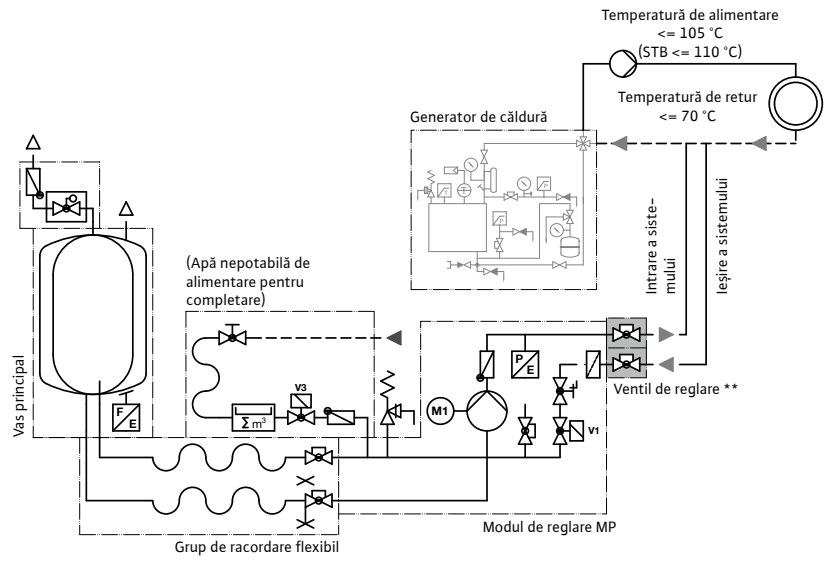 Temperatură de alimentare
<= 105 °C
(STB <= 110 °C)
Temperatură de retur
<= 70 °C
Generator de căldură
Intrare a siste-
mului
Ieșire a sistemului
(Apă nepotabilă de
alimentare pentru
completare)
Vas principal
F
E
V3
Σ m³
P
E
M1
V1
Ventil de reglare **
Modul de reglare MP
Grup de racordare flexibil